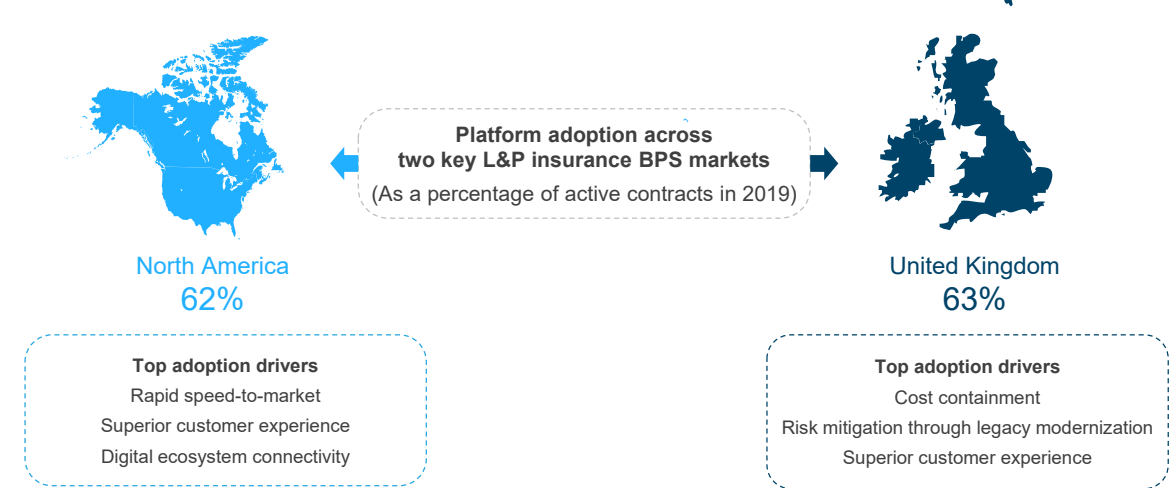 Platform adoption across
two key L&P insurance BPS markets
(As a percentage of active contracts in 2019)
North America
62%
Top adoption drivers
Rapid speed-to-market
Superior customer experience
Digital ecosystem connectivity
United Kingdom
63%
Top adoption drivers
Cost containment
Risk mitigation through legacy modernization
Superior customer experience